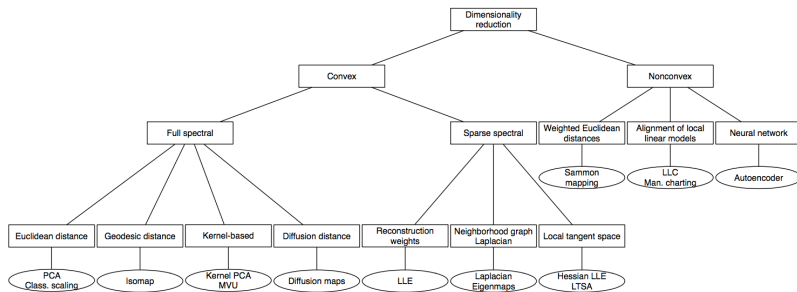 Dimensionality
reduction
Convex
Nonconvex
Full spectral
Sparse spectral
Weighted Euclidean
distances
Alignment of local
linear models
Neural network
Sammon
mapping
LLC
Man. charting
Autoencoder
Euclidean distance
Geodesic distance
Kernel-based
Diffusion distance
Reconstruction
weights
Neighborhood graph
Laplacian
Local tangent space
PCA
Class. scaling
Isomap
Kernel PCA
MVU
Diffusion maps
LLE
Laplacian
Eigenmaps
Hessian LLE
LTSA